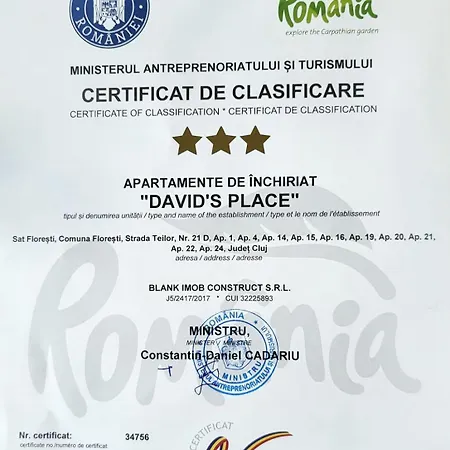 ROMÂNIEI
România
explore the Carpathian garden
MINISTERUL ANTREPRENORIATULUI ȘI TURISMULUI
CERTIFICAT DE CLASIFICARE
CERTIFICATE OF CLASSIFICATION * CERTIFICAT DE CLASSIFICATION
APARTAMENTE DE ÎNCHIRIAT
"DAVID'S PLACE"
tipul și denumirea unității / type and name of the establishment / type et le nom de l'établissement
Sat Florești, Comuna Florești, Strada Teilor, Nr. 21 D, Ap. 1, Ap. 4, Ap. 14, Ap. 15, Ap. 16, Ap. 19, Ap. 20, Ap. 21,
Ap. 22, Ap. 24, Județ Cluj
adresa / address / adresse
BLANK IMOB CONSTRUCT S.R.L.
J5/2417/2017 * CUI 32225893
România
MINISTRU,
MINISTER / MINISTRE
Constantin-Daniel CADARIU
ROMÂNIA
MINISTERUL ANTREPRENORIATULUI ȘI TURISMULUI
MINISTRU
Nr. certificat: 34756
certificate no./numéro de certificat
CERTIFICAT